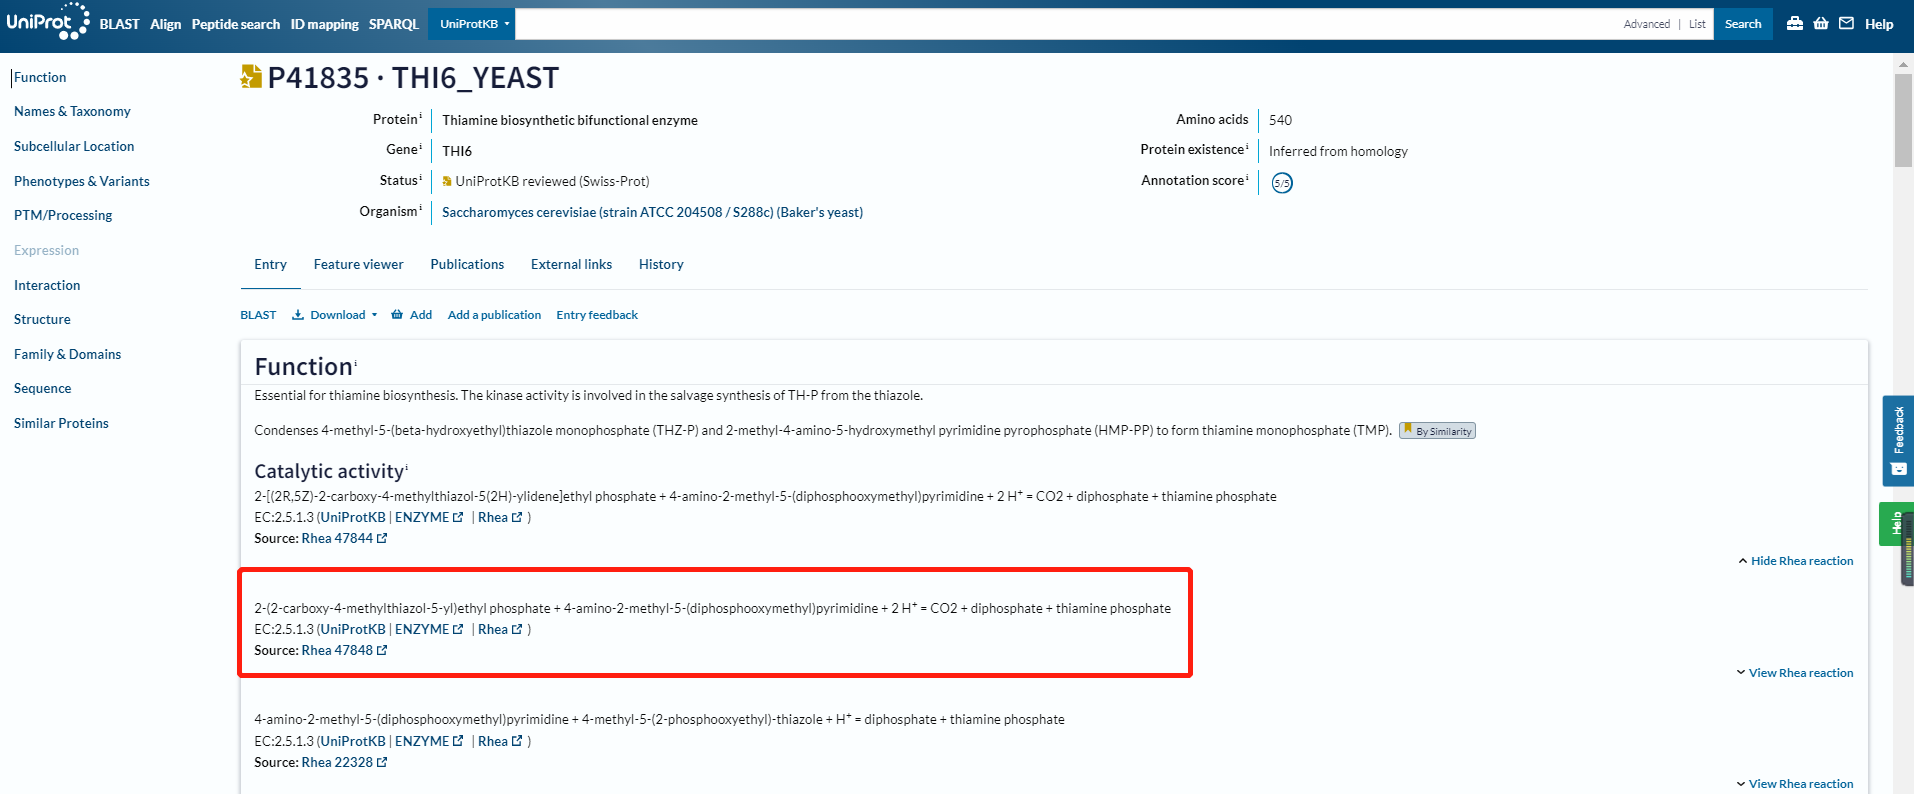 UniProt BLAST Align Peptide search ID mapping SPARQL UniProtKB Advanced | List Search Help
Function
Names & Taxonomy
Subcellular Location
Phenotypes & Variants
PTM/Processing
Expression
Interaction
Structure
Family & Domains
Sequence
Similar Proteins
P41835 · THI6_YEAST
Protein i Thiamine biosynthetic bifunctional enzyme
Gene i THI6
Status i UniProtKB reviewed (Swiss-Prot)
Organism i Saccharomyces cerevisiae (strain ATCC 204508 / S288c) (Baker's yeast)
Amino acids 540
Protein existence i Inferred from homology
Annotation score i 5/5
Entry Feature viewer Publications External links History
BLAST Download Add Add a publication Entry feedback
Function i
Essential for thiamine biosynthesis. The kinase activity is involved in the salvage synthesis of TH-P from the thiazole.
Condenses 4-methyl-5-(beta-hydroxyethyl)thiazole monophosphate (THZ-P) and 2-methyl-4-amino-5-hydroxymethyl pyrimidine pyrophosphate (HMP-PP) to form thiamine monophosphate (TMP). By Similarity
Catalytic activity i
2-[(2R,5Z)-2-carboxy-4-methylthiazol-5(2H)-ylidene]ethyl phosphate + 4-amino-2-methyl-5-(diphosphooxymethyl)pyrimidine + 2 H⁺ = CO2 + diphosphate + thiamine phosphate
EC:2.5.1.3 (UniProtKB | ENZYME | Rhea )
Source: Rhea 47844
Hide Rhea reaction
2-(2-carboxy-4-methylthiazol-5-yl)ethyl phosphate + 4-amino-2-methyl-5-(diphosphooxymethyl)pyrimidine + 2 H⁺ = CO2 + diphosphate + thiamine phosphate
EC:2.5.1.3 (UniProtKB | ENZYME | Rhea )
Source: Rhea 47848
View Rhea reaction
4-amino-2-methyl-5-(diphosphooxymethyl)pyrimidine + 4-methyl-5-(2-phosphooxyethyl)-thiazole + H⁺ = diphosphate + thiamine phosphate
EC:2.5.1.3 (UniProtKB | ENZYME | Rhea )
Source: Rhea 22328
View Rhea reaction
Feedback
Help